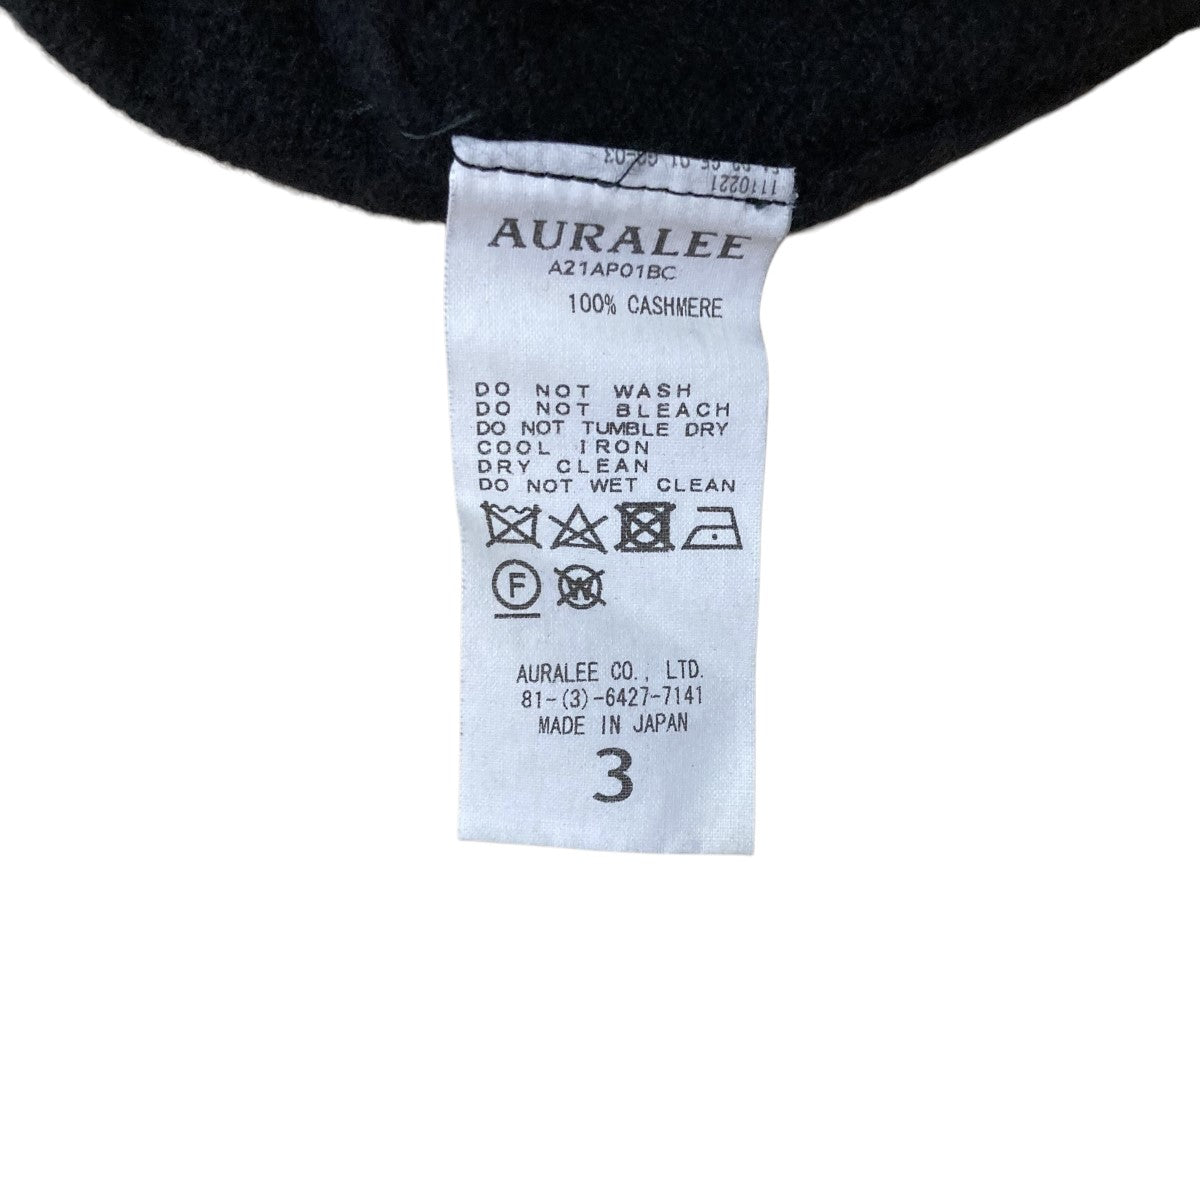 1110221
AURALEE
A21AP01BC
100% CASHMERE
DO NOT WASH
DO NOT BLEACH
DO NOT TUMBLE DRY
COOL IRON
DRY CLEAN
DO NOT WET CLEAN
F W
AURALEE CO., LTD.
81-(3)-6427-7141
MADE IN JAPAN
3